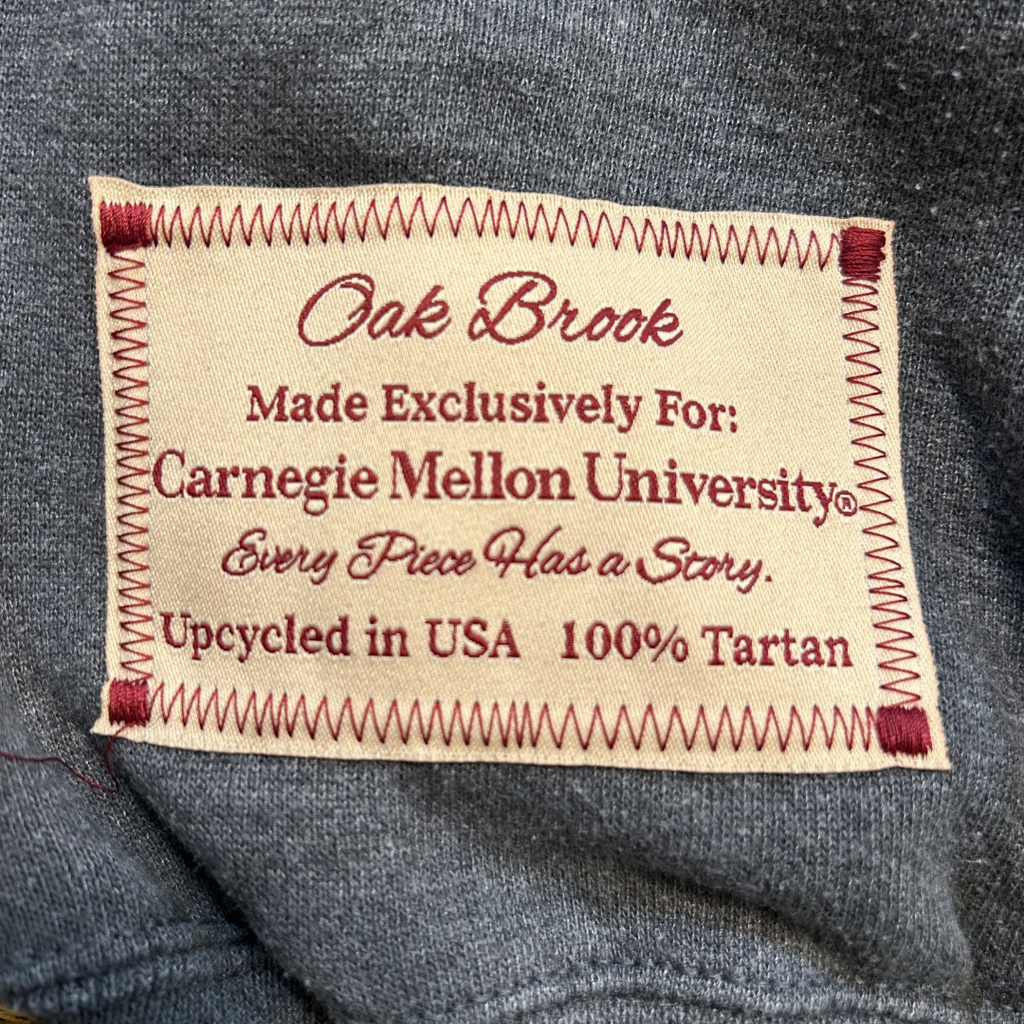 Oak Brook
Made Exclusively For:
Carnegie Mellon University®
Every Piece Has a Story.
Upcycled in USA 100% Tartan